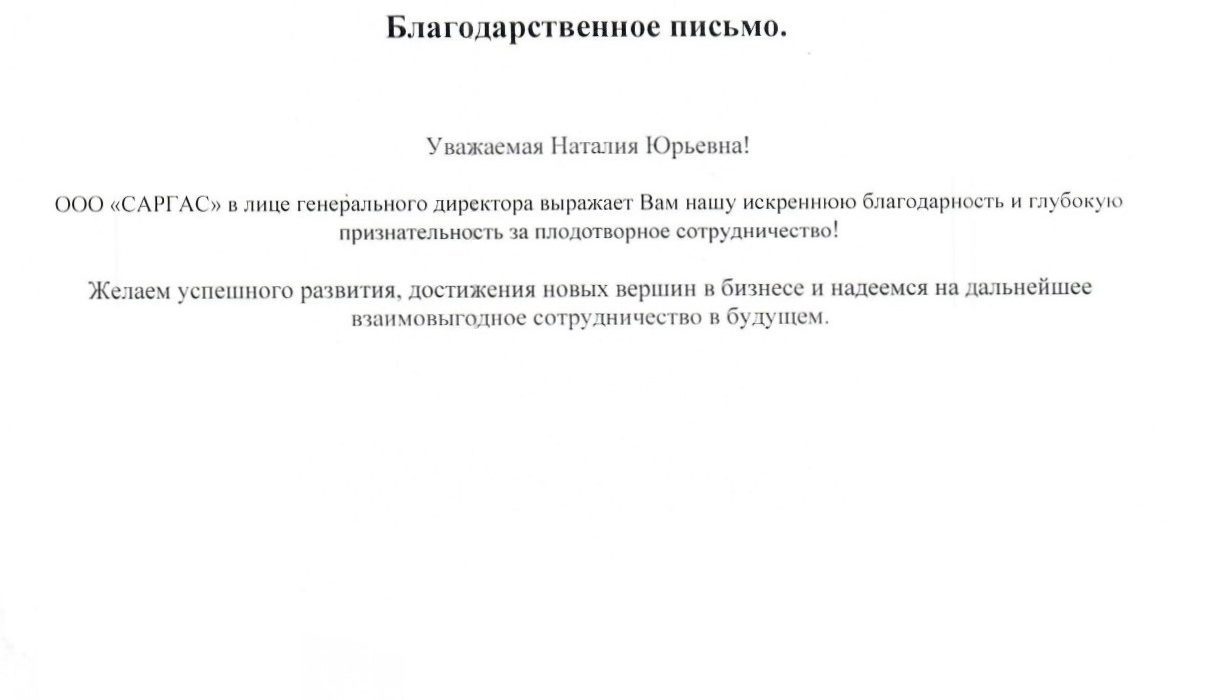 Благодарственное письмо.
Уважаемая Наталия Юрьевна!
ООО «САРГАС» в лице генерального директора выражает Вам нашу искреннюю благодарность и глубокую
признательность за плодотворное сотрудничество!
Желаем успешного развития, достижения новых вершин в бизнесе и надеемся на дальнейшее
взаимовыгодное сотрудничество в будущем.